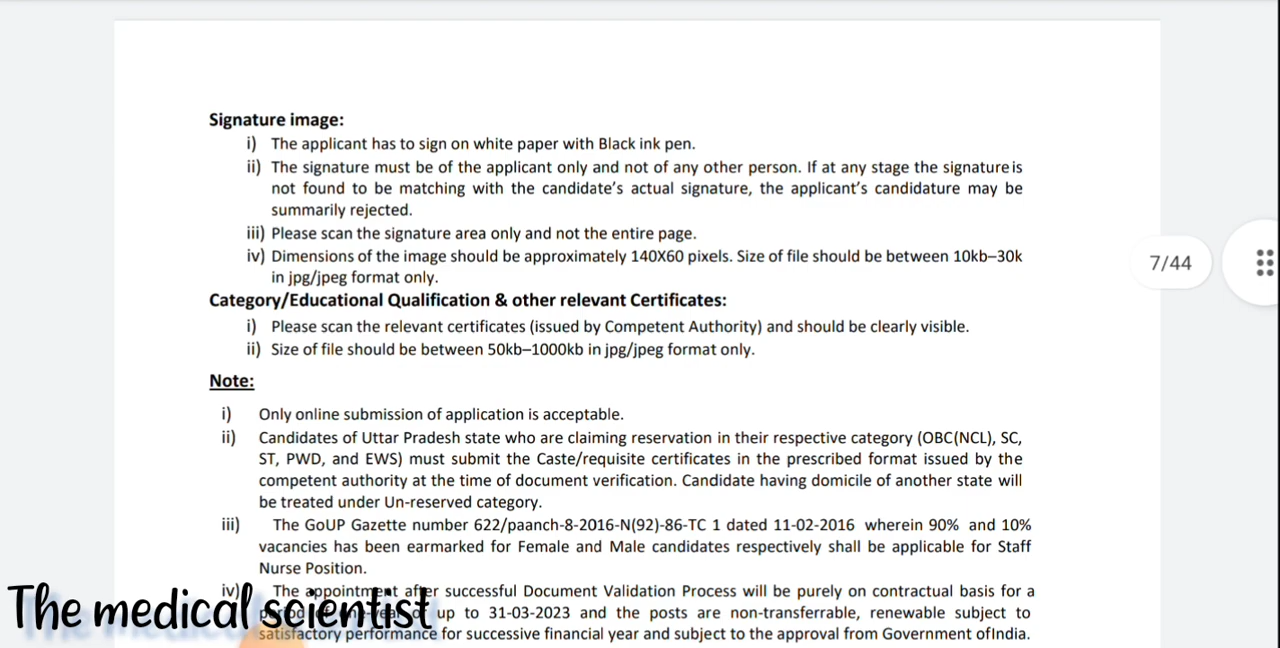 Signature image:
i) The applicant has to sign on white paper with Black ink pen.
ii) The signature must be of the applicant only and not of any other person. If at any stage the signature is
not found to be matching with the candidate's actual signature, the applicant's candidature may be
summarily rejected.
iii) Please scan the signature area only and not the entire page.
iv) Dimensions of the image should be approximately 140X60 pixels. Size of file should be between 10kb–30k
in jpg/jpeg format only.
7/44
Category/Educational Qualification & other relevant Certificates:
i) Please scan the relevant certificates (issued by Competent Authority) and should be clearly visible.
ii) Size of file should be between 50kb–1000kb in jpg/jpeg format only.
Note:
i) Only online submission of application is acceptable.
ii) Candidates of Uttar Pradesh state who are claiming reservation in their respective category (OBC(NCL), SC,
ST, PWD, and EWS) must submit the Caste/requisite certificates in the prescribed format issued by the
competent authority at the time of document verification. Candidate having domicile of another state will
be treated under Un-reserved category.
iii) The GoUP Gazette number 622/paanch-8-2016-N(92)-86-TC 1 dated 11-02-2016 wherein 90% and 10%
vacancies has been earmarked for Female and Male candidates respectively shall be applicable for Staff
Nurse Position.
iv) The appointment after successful Document Validation Process will be purely on contractual basis for a
up to 31-03-2023 and the posts are non-transferrable, renewable subject to
satisfactory performance for successive financial year and subject to the approval from Government ofIndia.
The medical scientist